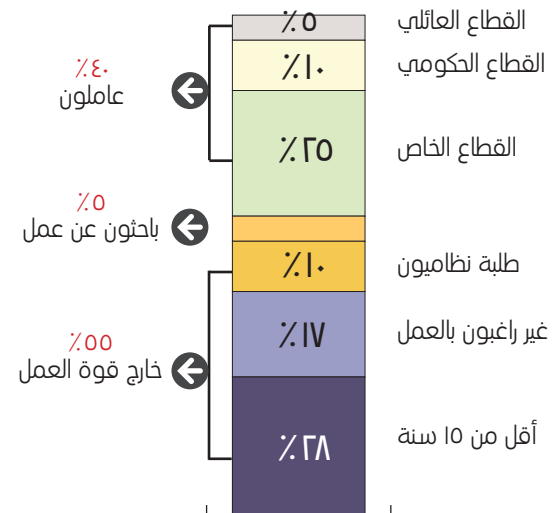 القطاع العائلي
٪٥
القطاع الحكومي
٪١٠
٪٤٠
عاملون
القطاع الخاص
٪٢٥
٪٥
باحثون عن عمل
طلبة نظاميون
٪١٠
غير راغبون بالعمل
٪١٧
٪٥٥
خارج قوة العمل
أقل من ١٥ سنة
٪٢٨